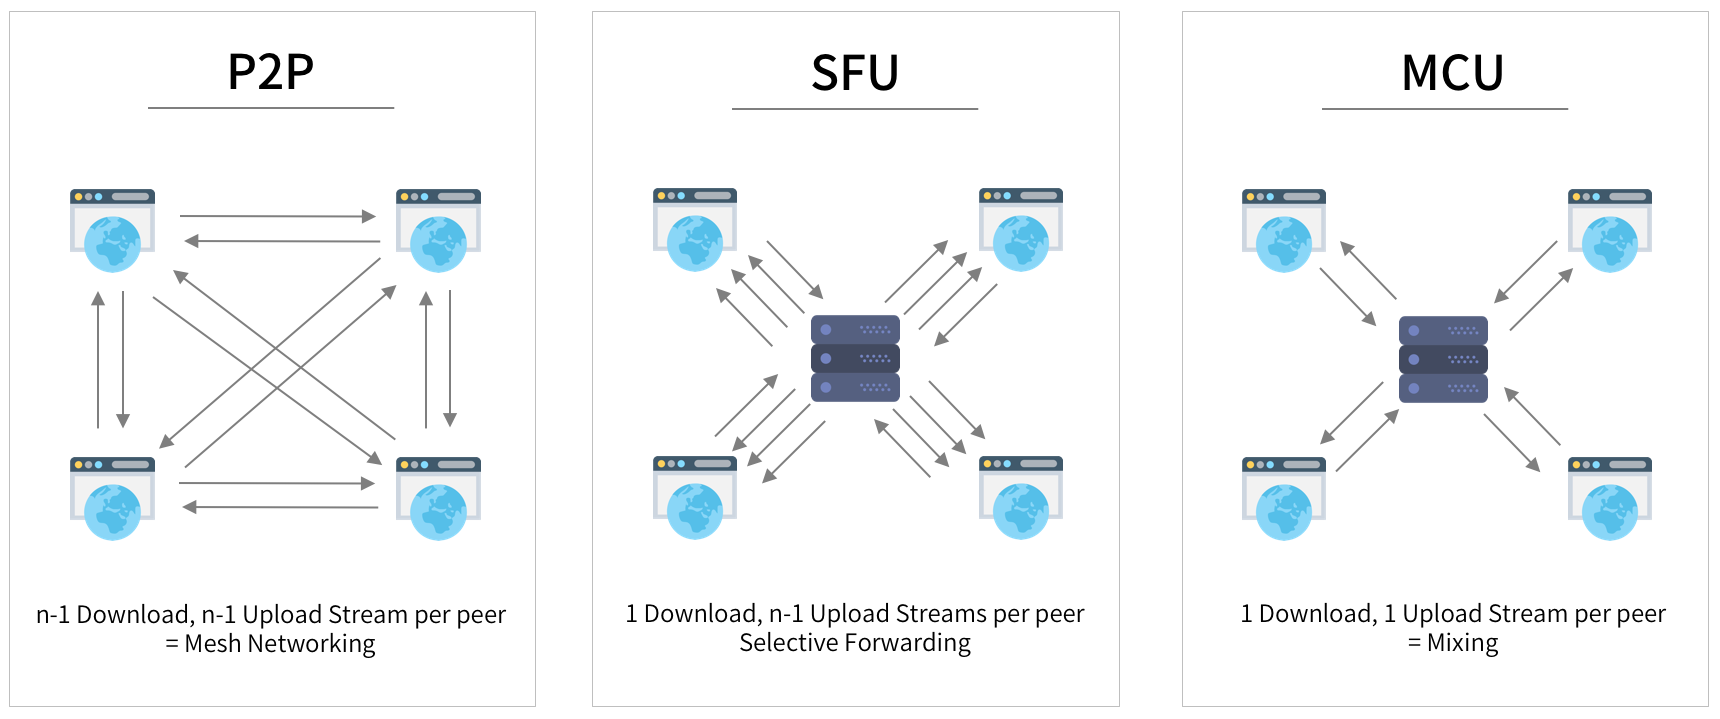 P2P
n-1 Download, n-1 Upload Stream per peer
= Mesh Networking
SFU
1 Download, n-1 Upload Streams per peer
Selective Forwarding
MCU
1 Download, 1 Upload Stream per peer
= Mixing